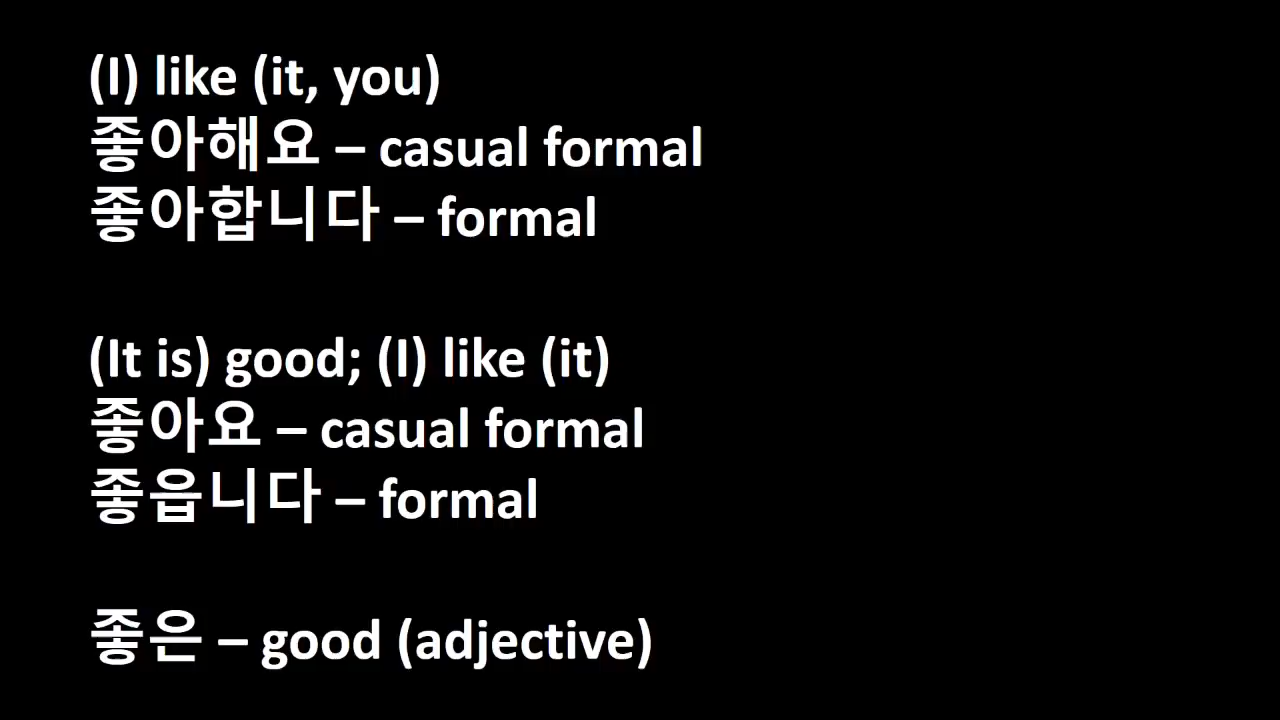 (I) like (it, you)
좋아해요 – casual formal
좋아합니다 – formal
(It is) good; (I) like (it)
좋아요 – casual formal
좋읍니다 – formal
좋은 – good (adjective)